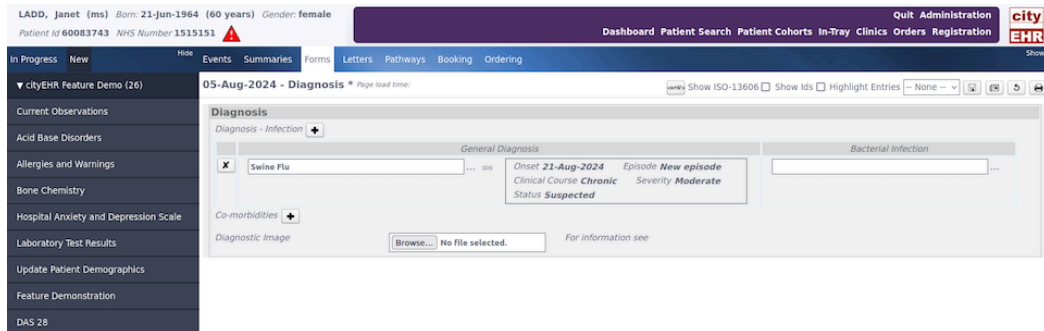 LADD, Janet (ms) Born: 21-Jun-1964 (60 years) Gender: female
Patient Id 60083743 NHS Number 1515151
Quit Administration
Dashboard Patient Search Patient Cohorts In-Tray Clinics Orders Registration
city
EHR
In Progress New Hide
Events Summaries Forms Letters Pathways Booking Ordering
Show
▼ cityEHR Feature Demo (26)
Current Observations
Acid Base Disorders
Allergies and Warnings
Bone Chemistry
Hospital Anxiety and Depression Scale
Laboratory Test Results
Update Patient Demographics
Feature Demonstration
DAS 28
05-Aug-2024 - Diagnosis * Page load time:
Show ISO-13606 Show Ids Highlight Entries -- None --
Diagnosis
Diagnosis - Infection +
General Diagnosis
Bacterial Infection
X Swine Flu ...
Onset 21-Aug-2024 Episode New episode
Clinical Course Chronic Severity Moderate
Status Suspected
...
Co-morbidities +
Diagnostic Image Browse... No file selected. For information see